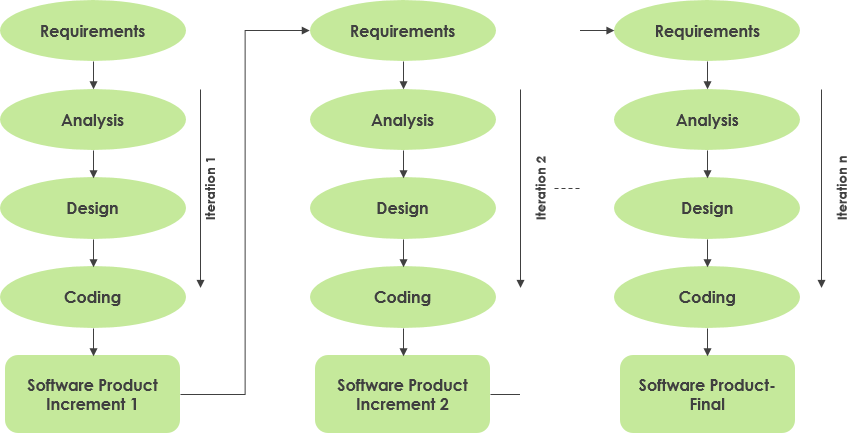 Requirements
Analysis
Design
Coding
Software Product
Increment 1
Iteration 1
Requirements
Analysis
Design
Coding
Software Product
Increment 2
Iteration 2
Requirements
Analysis
Design
Coding
Software Product-
Final
Iteration n